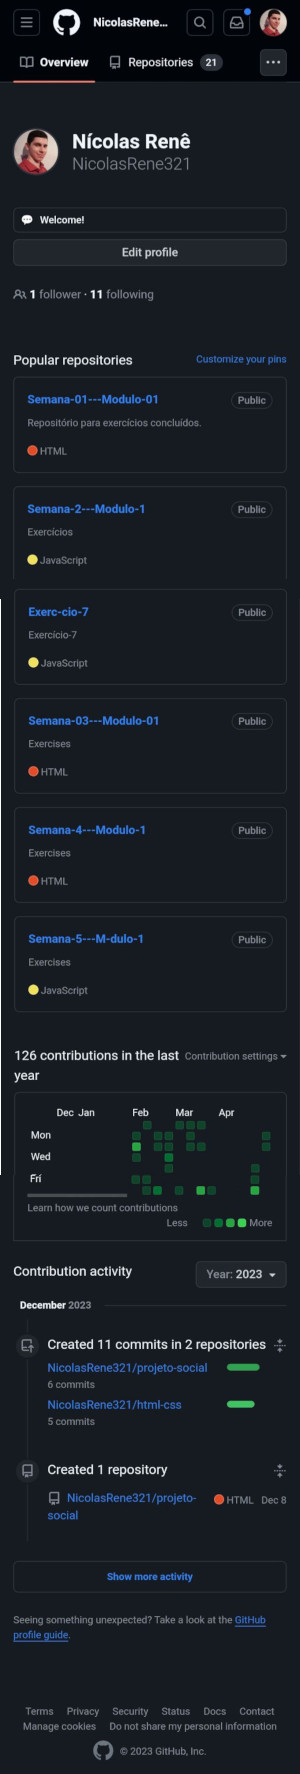 NicolasRene...
Overview
Repositories 21
Nícolas Renê
NicolasRene321
Welcome!
Edit profile
1 follower · 11 following
Popular repositories Customize your pins
Semana-01---Modulo-01 Public
Repositório para exercícios concluídos.
HTML
Semana-2---Modulo-1 Public
Exercícios
JavaScript
Exerc-cio-7 Public
Exercício-7
JavaScript
Semana-03---Modulo-01 Public
Exercises
HTML
Semana-4---Modulo-1 Public
Exercises
HTML
Semana-5---M-dulo-1 Public
Exercises
JavaScript
126 contributions in the last Contribution settings
year
Dec Jan Feb Mar Apr
Mon
Wed
Fri
Learn how we count contributions
Less More
Contribution activity Year: 2023
December 2023
Created 11 commits in 2 repositories
NicolasRene321/projeto-social
6 commits
NicolasRene321/html-css
5 commits
Created 1 repository
NicolasRene321/projeto- HTML Dec 8
social
Show more activity
Seeing something unexpected? Take a look at the GitHub
profile guide.
Terms Privacy Security Status Docs Contact
Manage cookies Do not share my personal information
© 2023 GitHub, Inc.